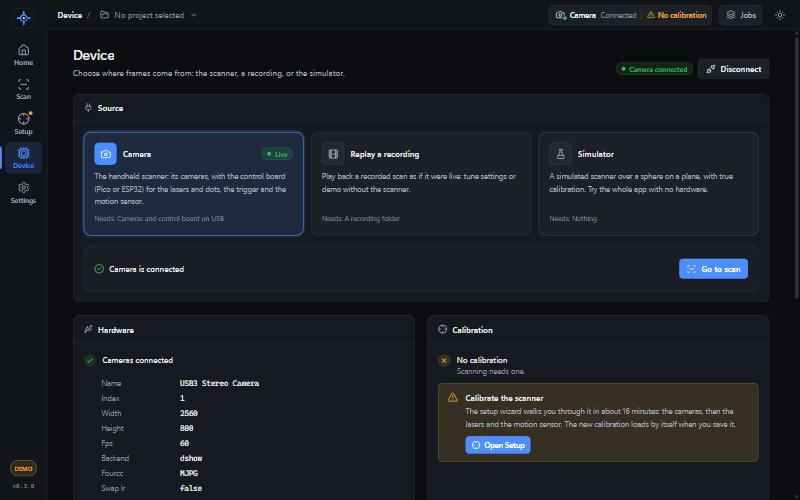 Device / No project selected
Camera Connected No calibration
Jobs
Home
Scan
Setup
Device
Settings
DEMO
v0.3.0
Device
Choose where frames come from: the scanner, a recording, or the simulator.
Camera connected
Disconnect
Source
Camera
Live
The handheld scanner: its cameras, with the control board
(Pico or ESP32) for the lasers and dots, the trigger and the
motion sensor.
Needs: Cameras and control board on USB
Replay a recording
Play back a recorded scan as if it were live: tune settings or
demo without the scanner.
Needs: A recording folder
Simulator
A simulated scanner over a sphere on a plane, with true
calibration. Try the whole app with no hardware.
Needs: Nothing
Camera is connected
Go to scan
Hardware
Cameras connected
Name USB3 Stereo Camera
Index 1
Width 2560
Height 800
Fps 60
Backend dshow
Fourcc MJPG
Swap lr false
Calibration
No calibration
Scanning needs one.
Calibrate the scanner
The setup wizard walks you through it in about 16 minutes: the cameras, then the
lasers and the motion sensor. The new calibration loads by itself when you save it.
Open Setup